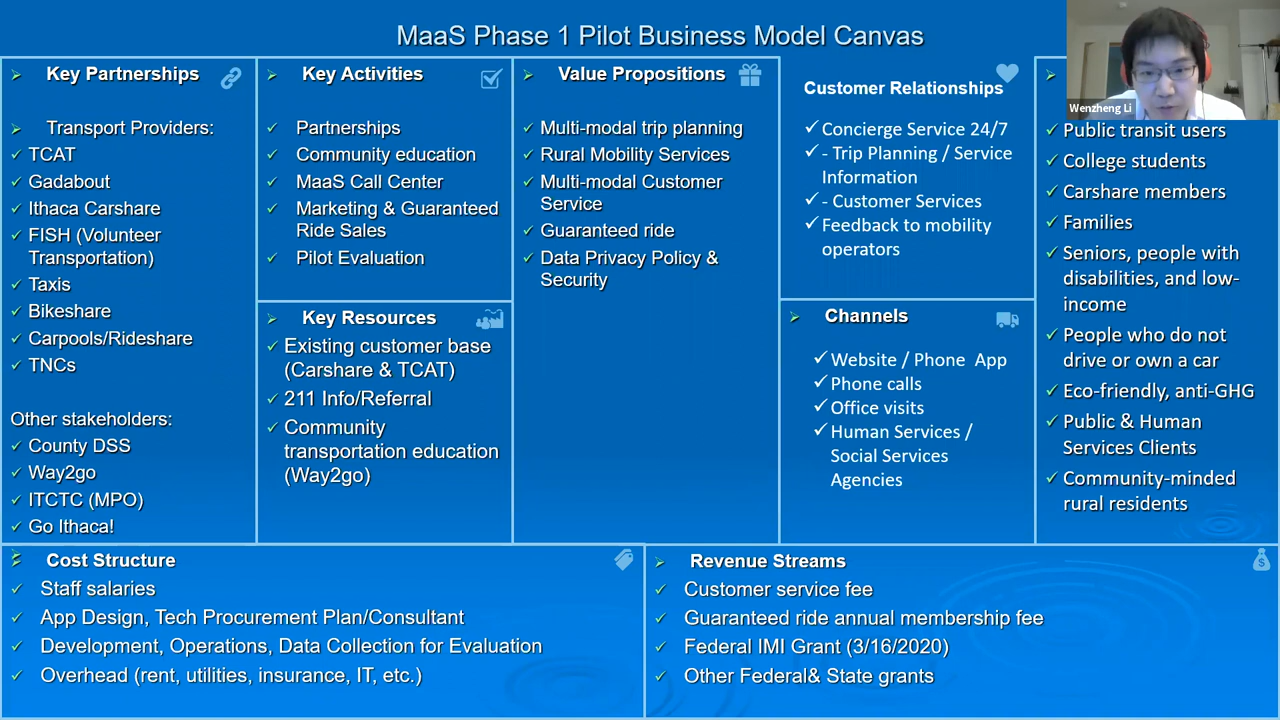 MaaS Phase 1 Pilot Business Model Canvas
Wenzheng Li
Key Partnerships
Transport Providers:
TCAT
Gadabout
Ithaca Carshare
FISH (Volunteer
Transportation)
Taxis
Bikeshare
Carpools/Rideshare
TNCs
Other stakeholders:
County DSS
Way2go
ITCTC (MPO)
Go Ithaca!
Key Activities
Partnerships
Community education
MaaS Call Center
Marketing & Guaranteed
Ride Sales
Pilot Evaluation
Key Resources
Existing customer base
(Carshare & TCAT)
211 Info/Referral
Community
transportation education
(Way2go)
Value Propositions
Multi-modal trip planning
Rural Mobility Services
Multi-modal Customer
Service
Guaranteed ride
Data Privacy Policy &
Security
Customer Relationships
Concierge Service 24/7
- Trip Planning / Service
Information
- Customer Services
Feedback to mobility
operators
Channels
Website / Phone  App
Phone calls
Office visits
Human Services /
Social Services
Agencies
Public transit users
College students
Carshare members
Families
Seniors, people with
disabilities, and low-
income
People who do not
drive or own a car
Eco-friendly, anti-GHG
Public & Human
Services Clients
Community-minded
rural residents
Cost Structure
Staff salaries
App Design, Tech Procurement Plan/Consultant
Development, Operations, Data Collection for Evaluation
Overhead (rent, utilities, insurance, IT, etc.)
Revenue Streams
Customer service fee
Guaranteed ride annual membership fee
Federal IMI Grant (3/16/2020)
Other Federal& State grants